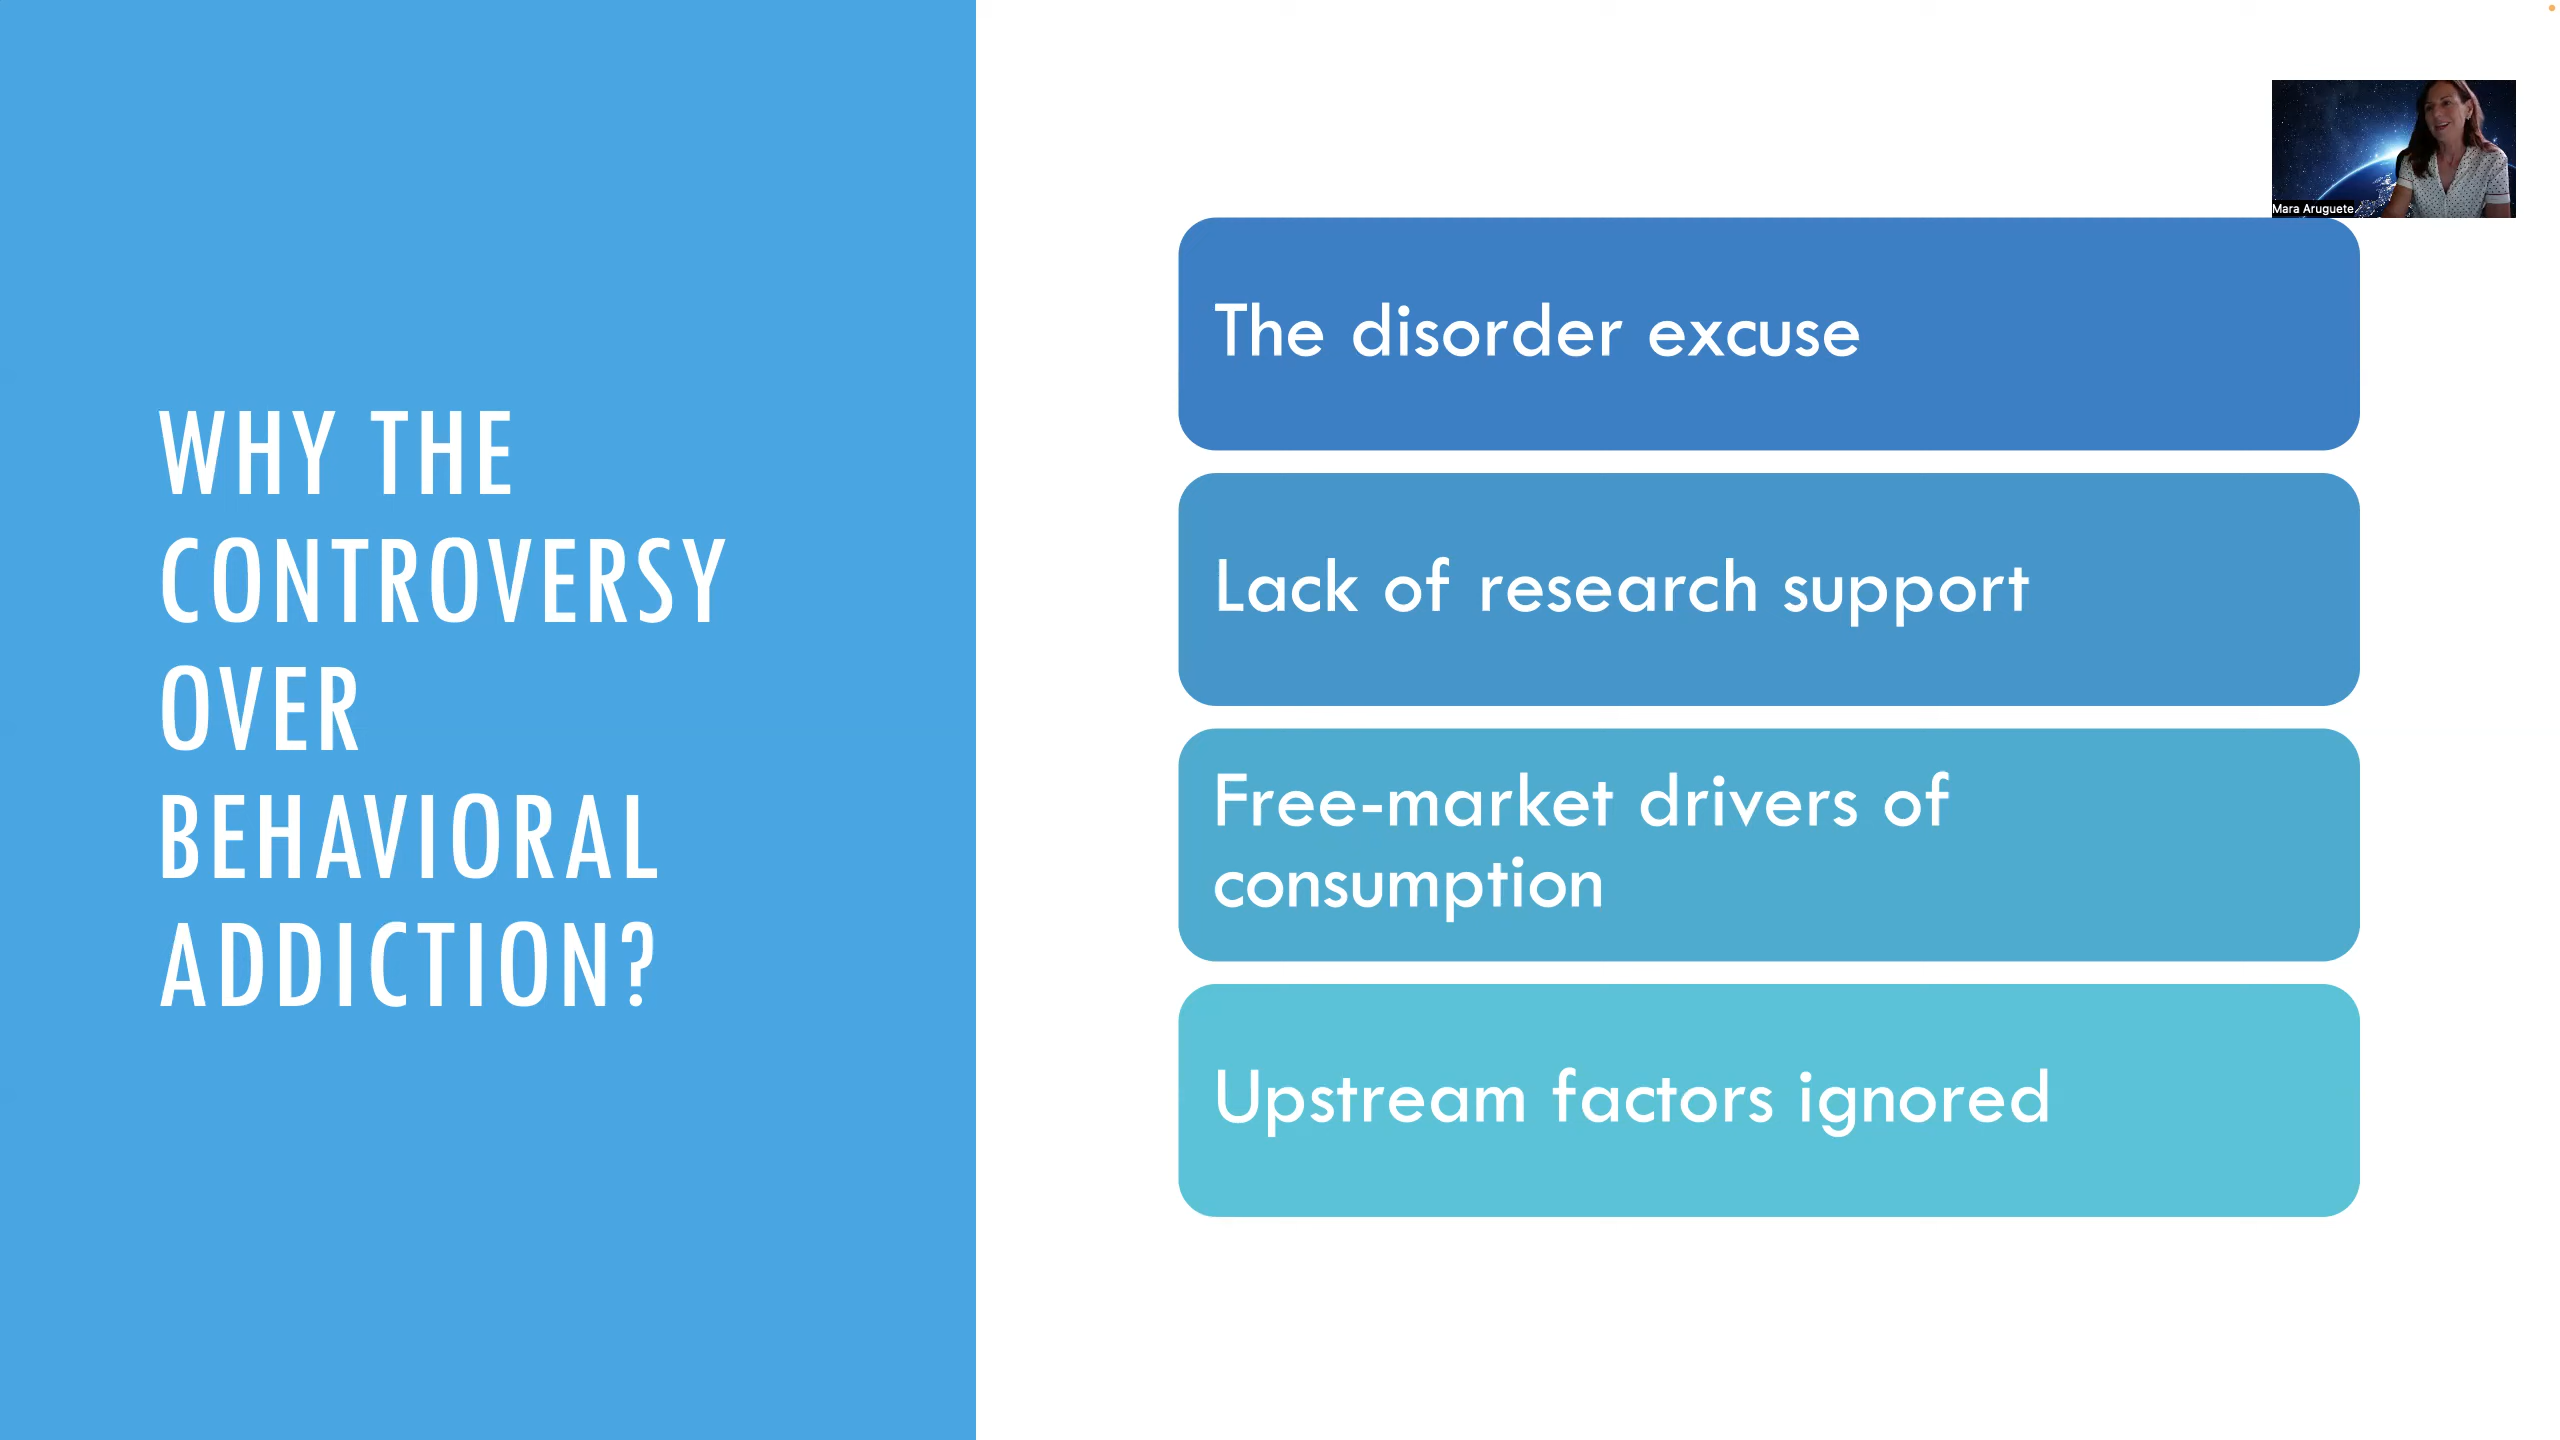 WHY THE
CONTROVERSY
OVER
BEHAVIORAL
ADDICTION?
Mara Aruguete
The disorder excuse
Lack of research support
Free-market drivers of
consumption
Upstream factors ignored